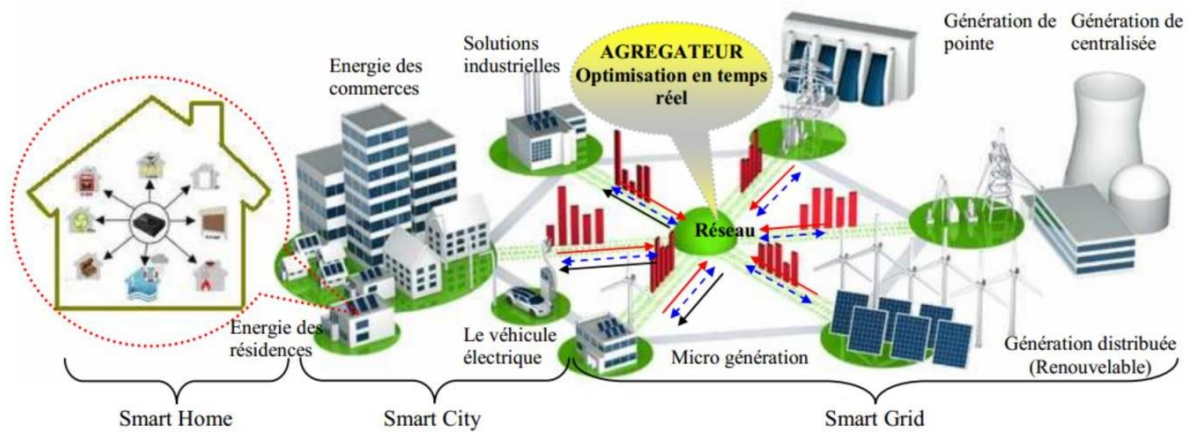 Génération de
pointe
Génération de
centralisée
Solutions
industrielles
AGREGATEUR
Optimisation en temps
réel
Energie des
commerces
Réseau
Energie des
résidences
Le véhicule
électrique
Micro génération
Génération distribuée
(Renouvelable)
Smart Home
Smart City
Smart Grid